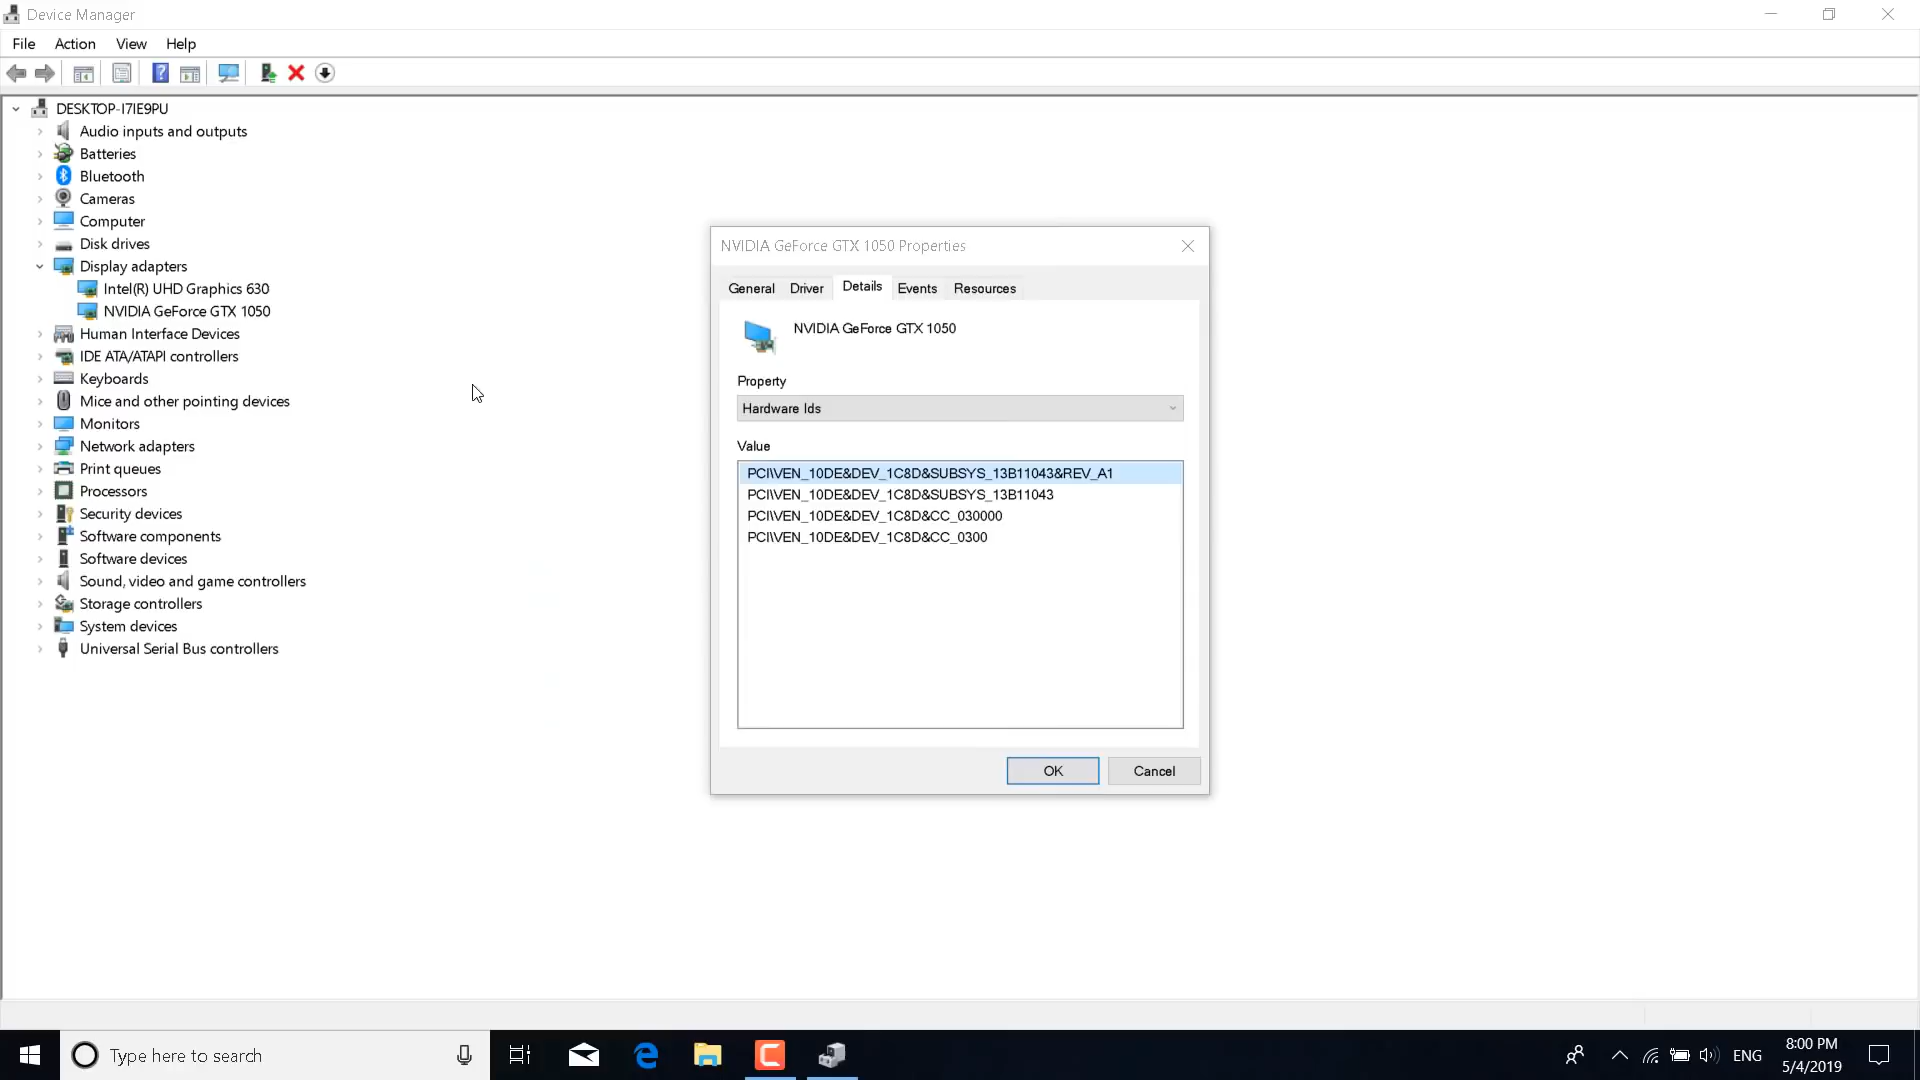 Device Manager
File Action View Help
DESKTOP-I7IE9PU
Audio inputs and outputs
Batteries
Bluetooth
Cameras
Computer
Disk drives
Display adapters
Intel(R) UHD Graphics 630
NVIDIA GeForce GTX 1050
Human Interface Devices
IDE ATA/ATAPI controllers
Keyboards
Mice and other pointing devices
Monitors
Network adapters
Print queues
Processors
Security devices
Software components
Software devices
Sound, video and game controllers
Storage controllers
System devices
Universal Serial Bus controllers
NVIDIA GeForce GTX 1050 Properties
General Driver Details Events Resources
NVIDIA GeForce GTX 1050
Property
Hardware Ids
Value
PCI\VEN_10DE&DEV_1C8D&SUBSYS_13B11043&REV_A1
PCI\VEN_10DE&DEV_1C8D&SUBSYS_13B11043
PCI\VEN_10DE&DEV_1C8D&CC_030000
PCI\VEN_10DE&DEV_1C8D&CC_0300
OK Cancel
Type here to search
ENG
8:00 PM
5/4/2019